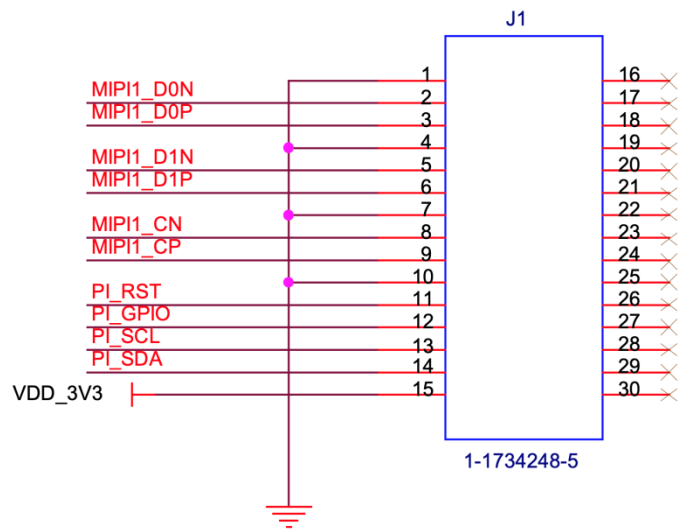 J1
1 16
MIPI1_D0N 2 17
MIPI1_D0P 3 18
4 19
MIPI1_D1N 5 20
MIPI1_D1P 6 21
7 22
MIPI1_CN 8 23
MIPI1_CP 9 24
10 25
PI_RST 11 26
PI_GPIO 12 27
PI_SCL 13 28
PI_SDA 14 29
VDD_3V3 15 30
1-1734248-5